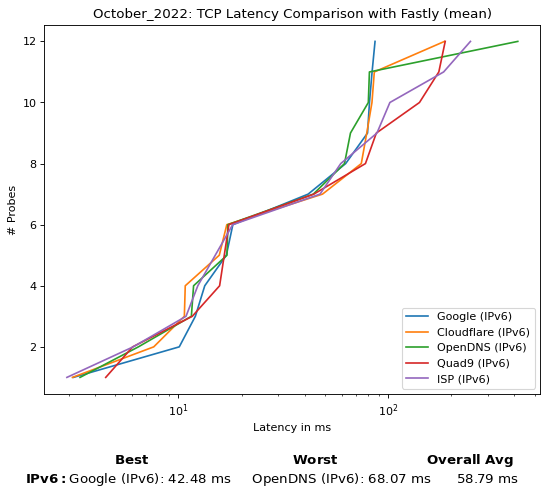 October_2022: TCP Latency Comparison with Fastly (mean)
12
10
8
6
4
2
# Probes
10¹
10²
Latency in ms
Google (IPv6)
Cloudflare (IPv6)
OpenDNS (IPv6)
Quad9 (IPv6)
ISP (IPv6)
Best Worst Overall Avg
IPv6: Google (IPv6): 42.48 ms OpenDNS (IPv6): 68.07 ms 58.79 ms